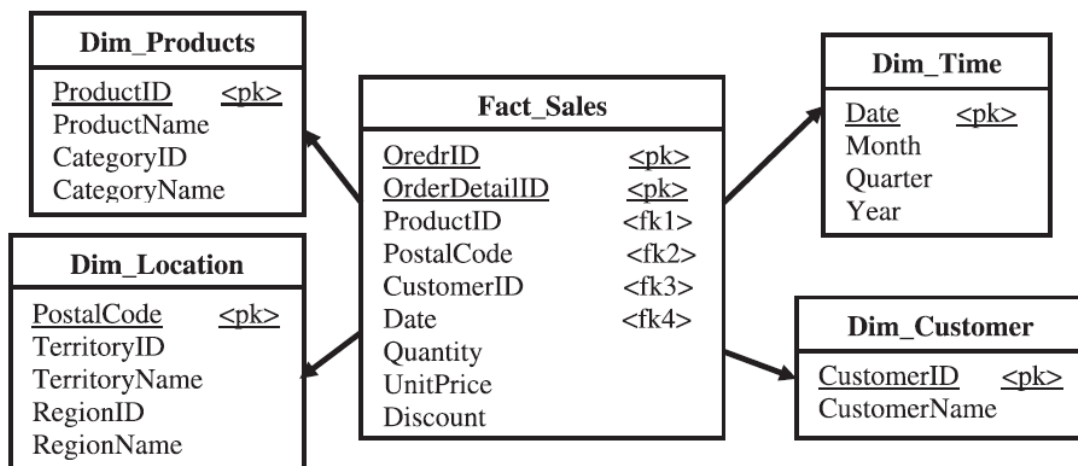 Dim_Products
ProductID <pk>
ProductName
CategoryID
CategoryName
Dim_Location
PostalCode <pk>
TerritoryID
TerritoryName
RegionID
RegionName
Fact_Sales
OredrID <pk>
OrderDetailID <pk>
ProductID <fk1>
PostalCode <fk2>
CustomerID <fk3>
Date <fk4>
Quantity
UnitPrice
Discount
Dim_Time
Date <pk>
Month
Quarter
Year
Dim_Customer
CustomerID <pk>
CustomerName